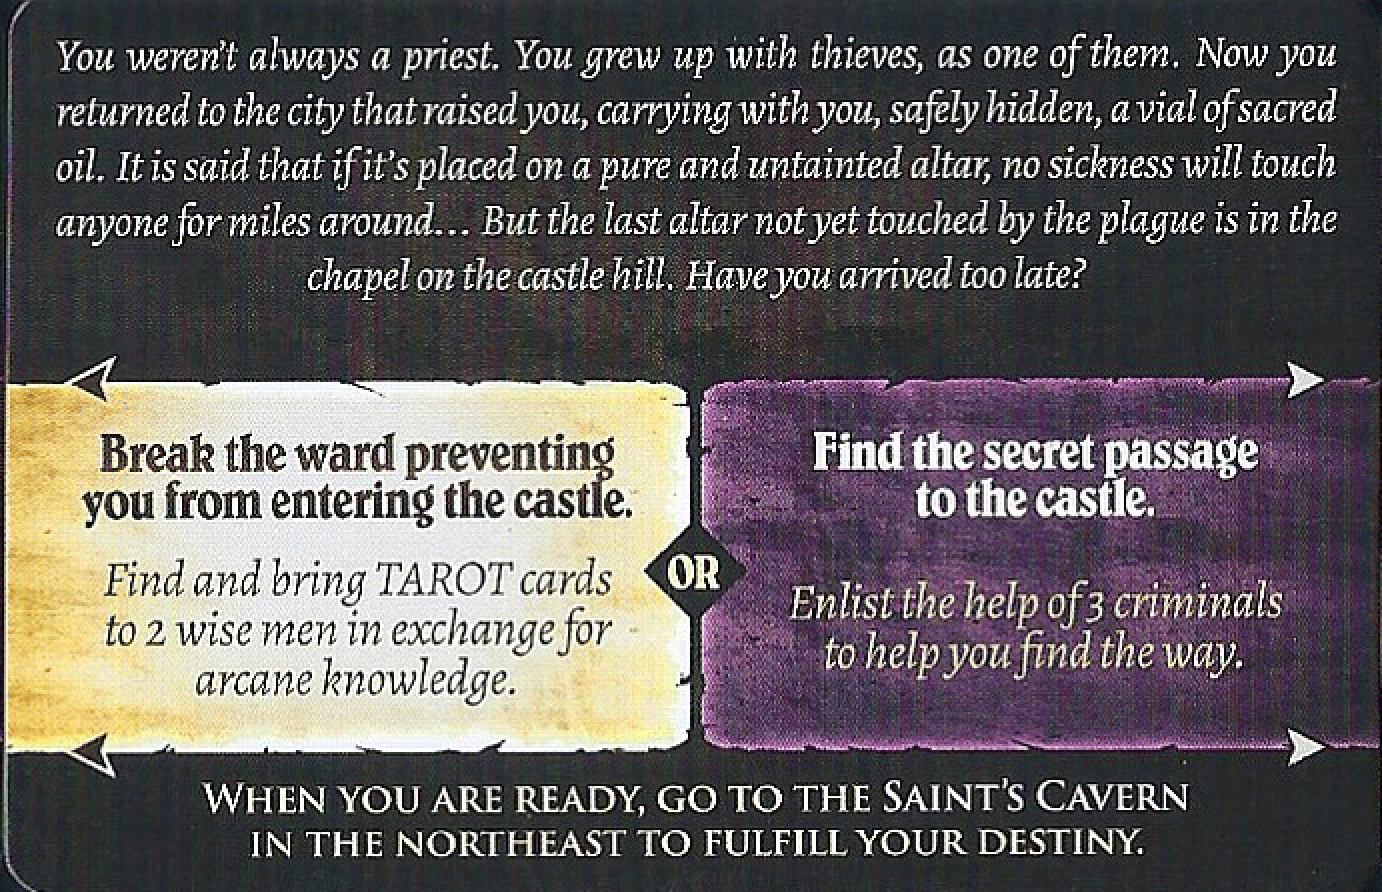 You weren't always a priest. You grew up with thieves, as one of them. Now you
returned to the city that raised you, carrying with you, safely hidden, a vial of sacred
oil. It is said that if it's placed on a pure and untainted altar, no sickness will touch
anyone for miles around... But the last altar not yet touched by the plague is in the
chapel on the castle hill. Have you arrived too late?
Break the ward preventing
you from entering the castle.
Find and bring TAROT cards
to 2 wise men in exchange for
arcane knowledge.
OR
Find the secret passage
to the castle.
Enlist the help of 3 criminals
to help you find the way.
WHEN YOU ARE READY, GO TO THE SAINT'S CAVERN
IN THE NORTHEAST TO FULFILL YOUR DESTINY.